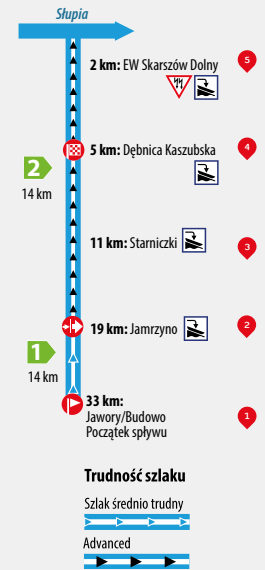 Słupia
2 km: EW Skarszów Dolny
5
5 km: Dębnica Kaszubska
4
2
14 km
11 km: Starniczki
3
19 km: Jamrzyno
2
1
14 km
33 km:
Jawory/Budowo
Początek spływu
1
Trudność szlaku
Szlak średnio trudny
Advanced